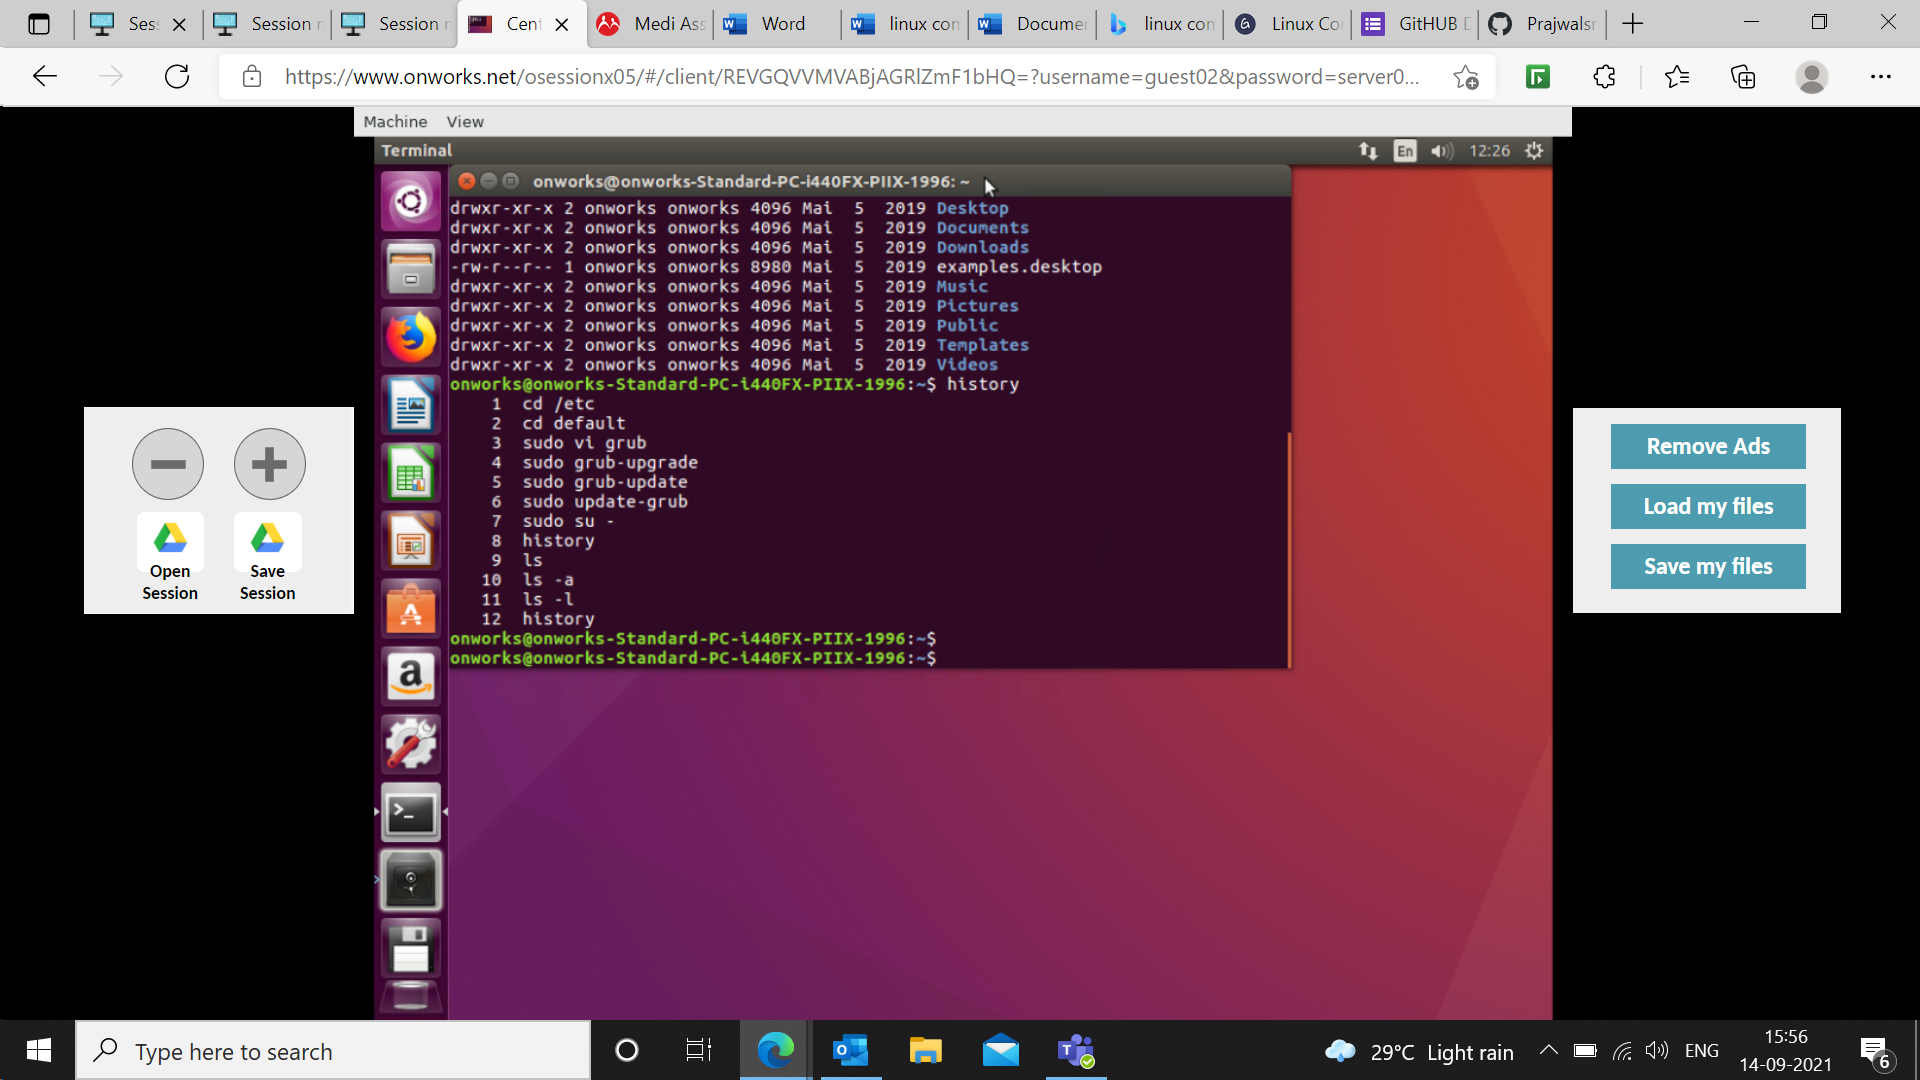 Ses
Session
Session
Cent
Medi Ass
Word
linux com
Documen
linux com
Linux Co
GitHUB
Prajwalsr
https://www.onworks.net/osessionx05/#/client/REVGQVVMVABjAGRlZmF1bHQ=?username=guest02&password=server0...
Machine View
Terminal
En
12:26
onworks@onworks-Standard-PC-i440FX-PIIX-1996: ~
drwxr-xr-x 2 onworks onworks 4096 Mai 5 2019 Desktop
drwxr-xr-x 2 onworks onworks 4096 Mai 5 2019 Documents
drwxr-xr-x 2 onworks onworks 4096 Mai 5 2019 Downloads
-rw-r--r-- 1 onworks onworks 8980 Mai 5 2019 examples.desktop
drwxr-xr-x 2 onworks onworks 4096 Mai 5 2019 Music
drwxr-xr-x 2 onworks onworks 4096 Mai 5 2019 Pictures
drwxr-xr-x 2 onworks onworks 4096 Mai 5 2019 Public
drwxr-xr-x 2 onworks onworks 4096 Mai 5 2019 Templates
drwxr-xr-x 2 onworks onworks 4096 Mai 5 2019 Videos
onworks@onworks-Standard-PC-i440FX-PIIX-1996:~$ history
1 cd /etc
2 cd default
3 sudo vi grub
4 sudo grub-upgrade
5 sudo grub-update
6 sudo update-grub
7 sudo su -
8 history
9 ls
10 ls -a
11 ls -l
12 history
onworks@onworks-Standard-PC-i440FX-PIIX-1996:~$
onworks@onworks-Standard-PC-i440FX-PIIX-1996:~$
Open
Session
Save
Session
Remove Ads
Load my files
Save my files
Type here to search
29°C Light rain
ENG
15:56
14-09-2021
6